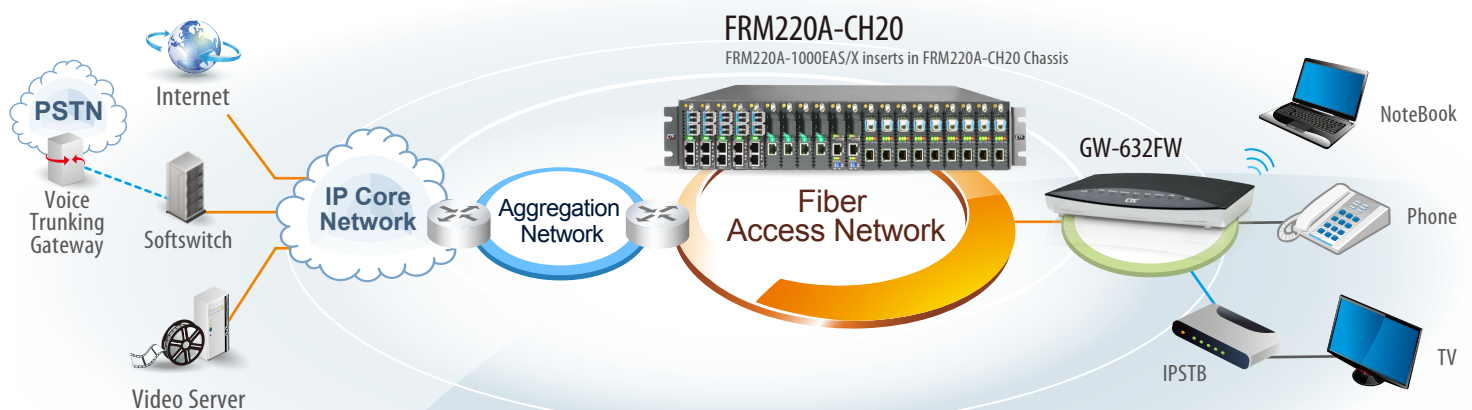 FRM220A-CH20
FRM220A-1000EAS/X inserts in FRM220A-CH20 Chassis
Internet
PSTN
Voice
Trunking
Gateway
Softswitch
Video Server
IP Core
Network
Aggregation
Network
Fiber
Access Network
GW-632FW
NoteBook
Phone
IPSTB
TV